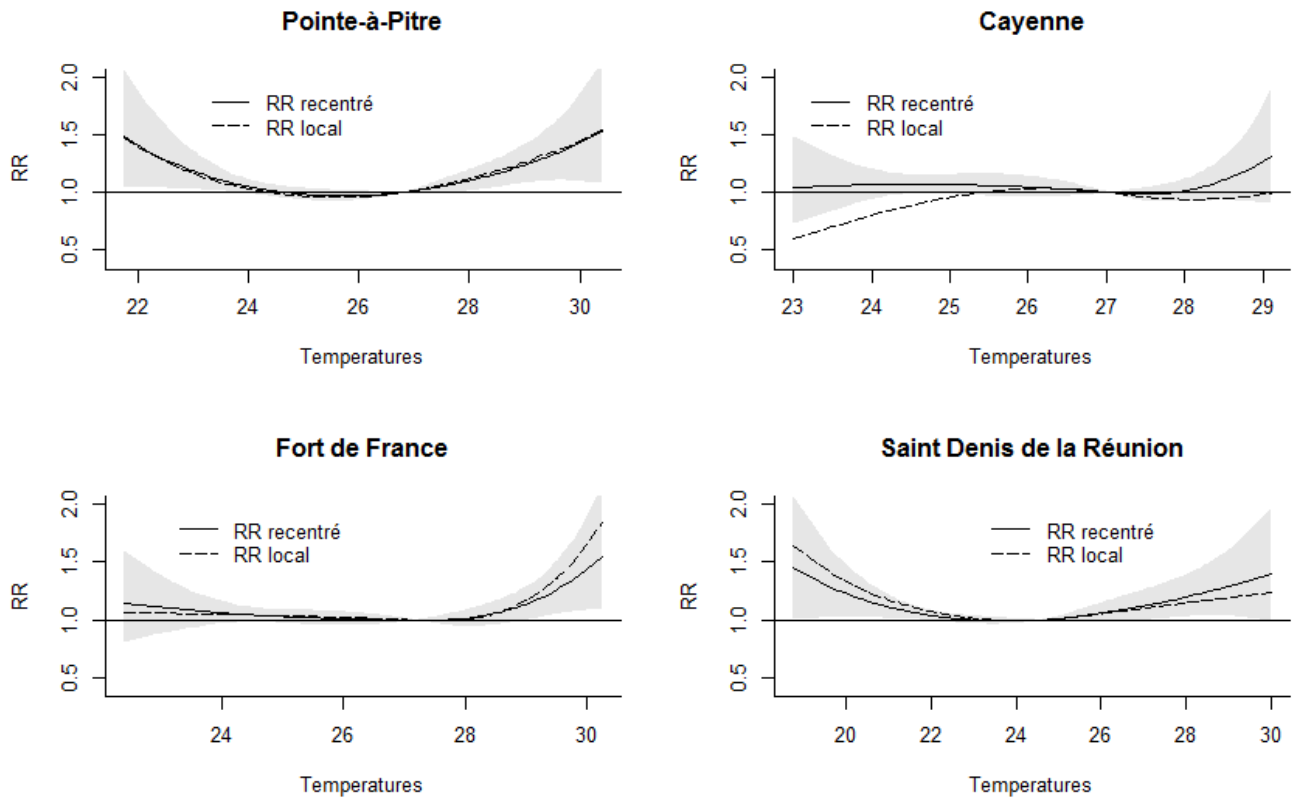 Pointe-à-Pitre
RR
2.0
1.5
1.0
0.5
RR recentré
RR local
22 24 26 28 30
Temperatures
Cayenne
RR
2.0
1.5
1.0
0.5
RR recentré
RR local
23 24 25 26 27 28 29
Temperatures
Fort de France
RR
2.0
1.5
1.0
0.5
RR recentré
RR local
24 26 28 30
Temperatures
Saint Denis de la Réunion
RR
2.0
1.5
1.0
0.5
RR recentré
RR local
20 22 24 26 28 30
Temperatures